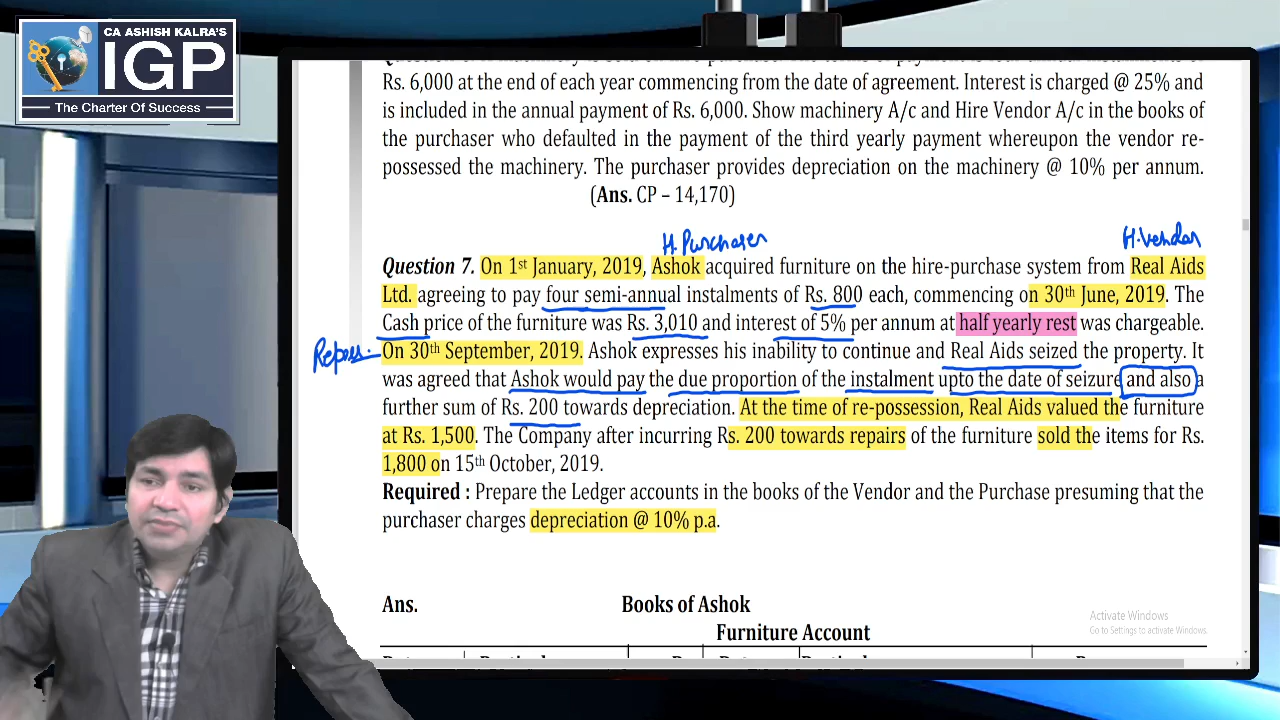 CA ASHISH KALRA'S
IGP
The Charter Of Success
Rs. 6,000 at the end of each year commencing from the date of agreement. Interest is charged @ 25% and
is included in the annual payment of Rs. 6,000. Show machinery A/c and Hire Vendor A/c in the books of
the purchaser who defaulted in the payment of the third yearly payment whereupon the vendor re-
possessed the machinery. The purchaser provides depreciation on the machinery @ 10% per annum.
(Ans. CP – 14,170)
H. Purchaser H. Vendor
Question 7. On 1st January, 2019, Ashok acquired furniture on the hire-purchase system from Real Aids
Ltd. agreeing to pay four semi-annual instalments of Rs. 800 each, commencing on 30th June, 2019. The
Cash price of the furniture was Rs. 3,010 and interest of 5% per annum at half yearly rest was chargeable.
Repess. On 30th September, 2019. Ashok expresses his inability to continue and Real Aids seized the property. It
was agreed that Ashok would pay the due proportion of the instalment upto the date of seizure and also a
further sum of Rs. 200 towards depreciation. At the time of re-possession, Real Aids valued the furniture
at Rs. 1,500. The Company after incurring Rs. 200 towards repairs of the furniture sold the items for Rs.
1,800 on 15th October, 2019.
Required : Prepare the Ledger accounts in the books of the Vendor and the Purchase presuming that the
purchaser charges depreciation @ 10% p.a.
Ans. Books of Ashok
Furniture Account
Activate Windows
Go to Settings to activate Windows.